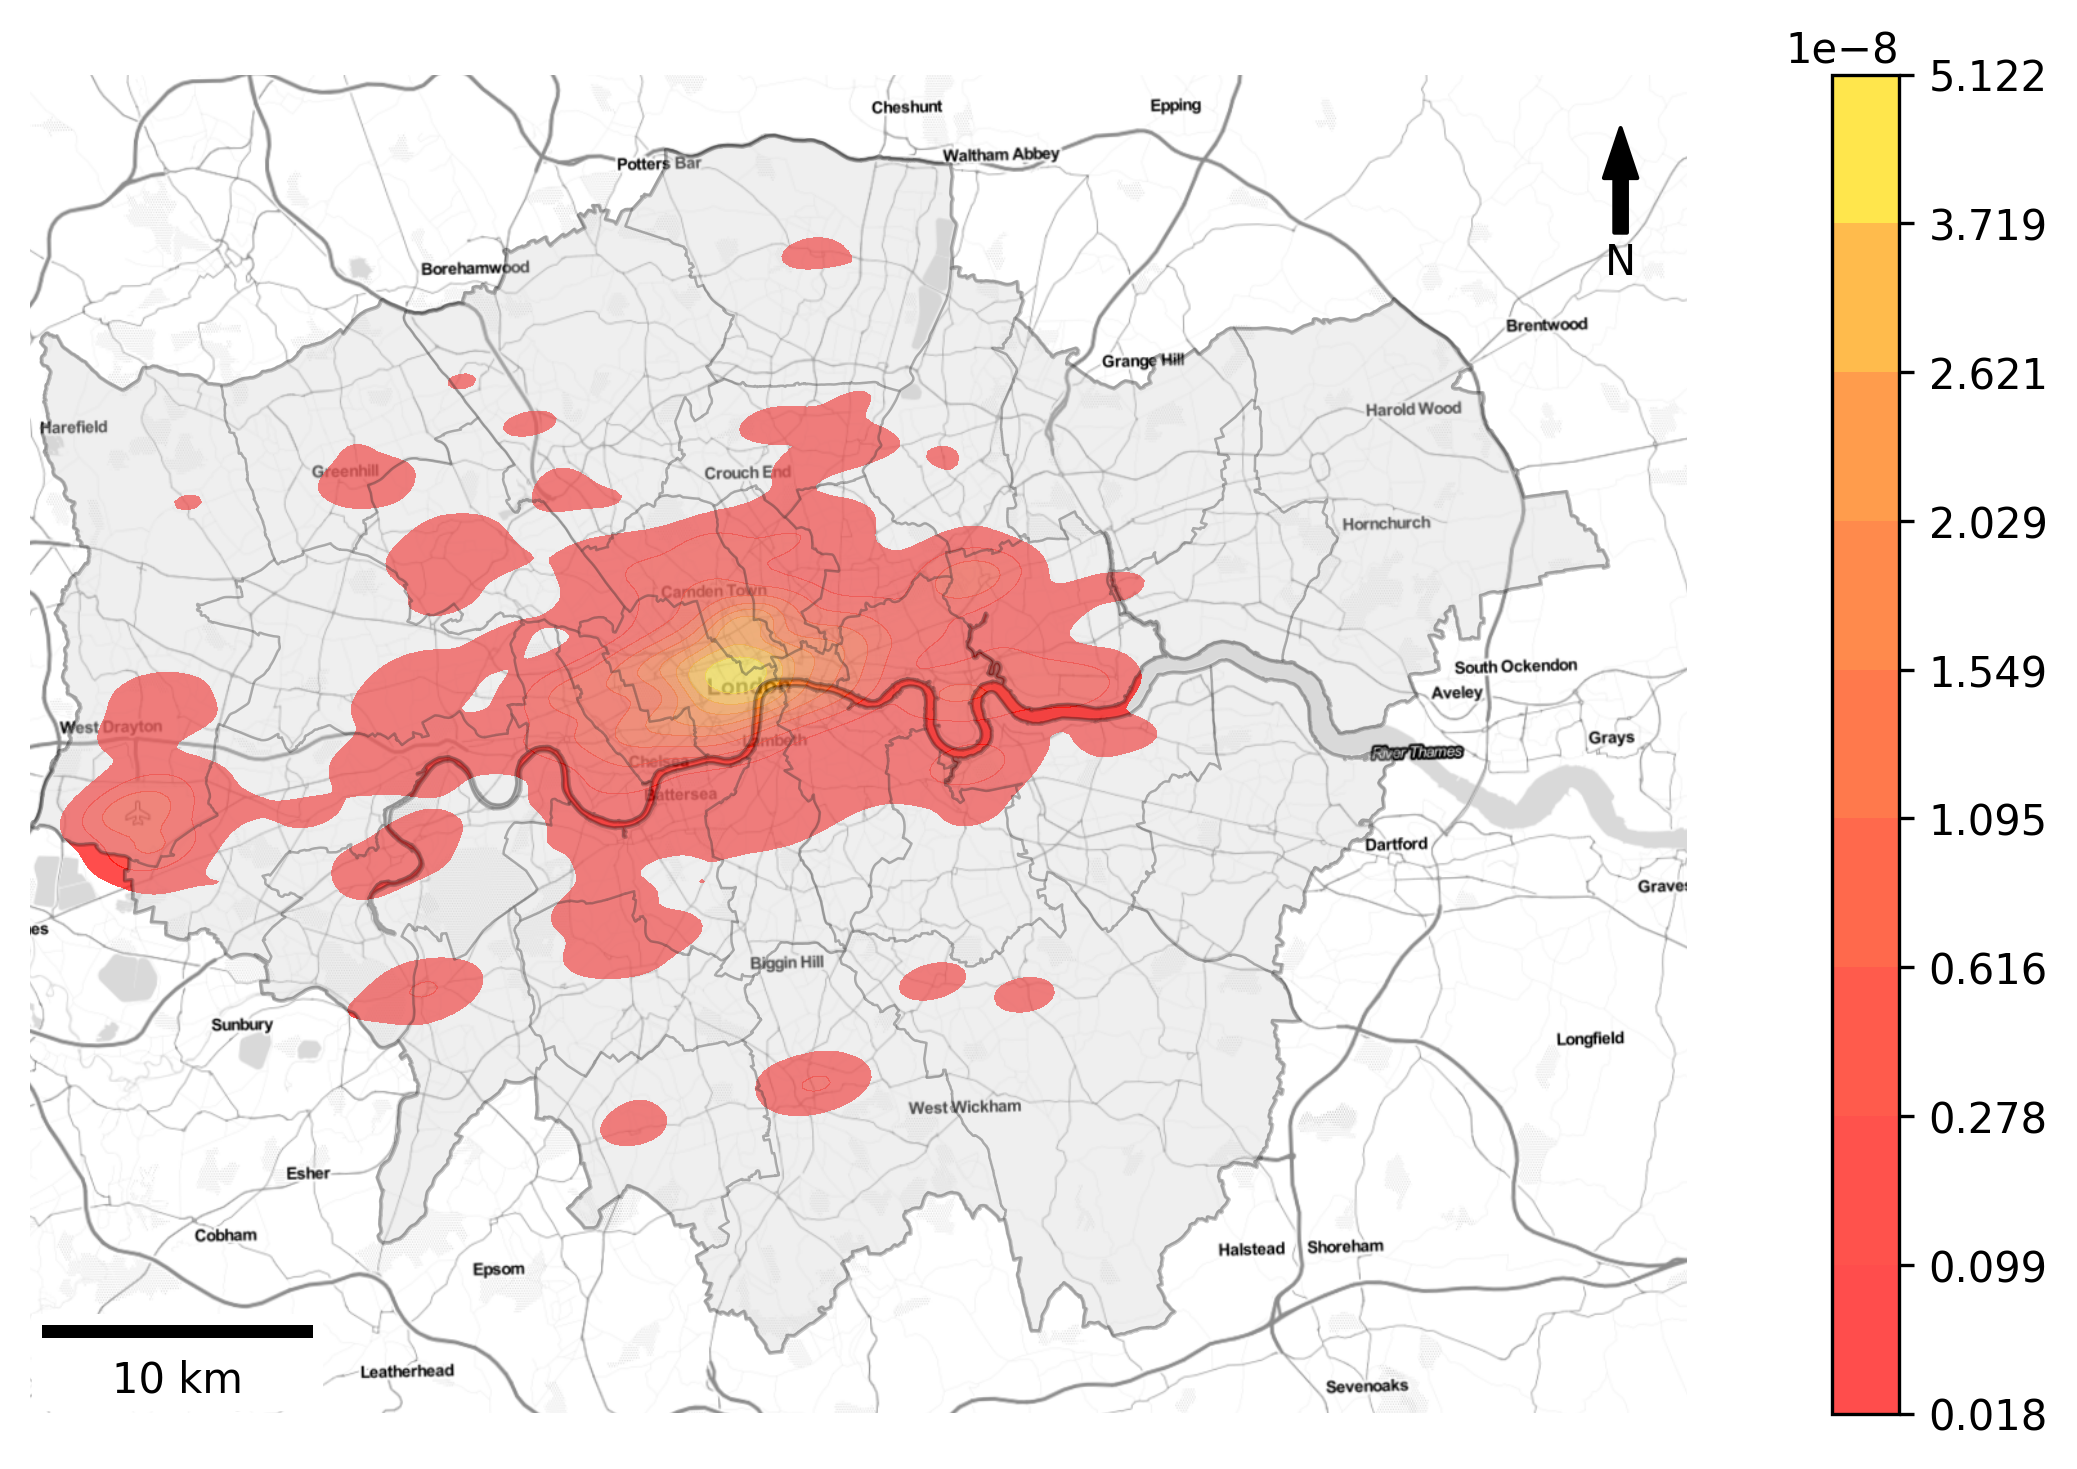 1e−8
Cheshunt
Epping
Waltham Abbey
Potters Bar
Borehamwood
N
Brentwood
Grange Hill
Harold Wood
Harefield
Greenhill
Crouch End
Hornchurch
Camden Town
South Ockendon
London
Aveley
West Drayton
Lambeth
Grays
River Thames
Chelsea
Battersea
Dartford
Graves
es
Biggin Hill
Sunbury
Longfield
West Wickham
Esher
Cobham
Halstead
Shoreham
Epsom
10 km
Leatherhead
Sevenoaks
5.122
3.719
2.621
2.029
1.549
1.095
0.616
0.278
0.099
0.018